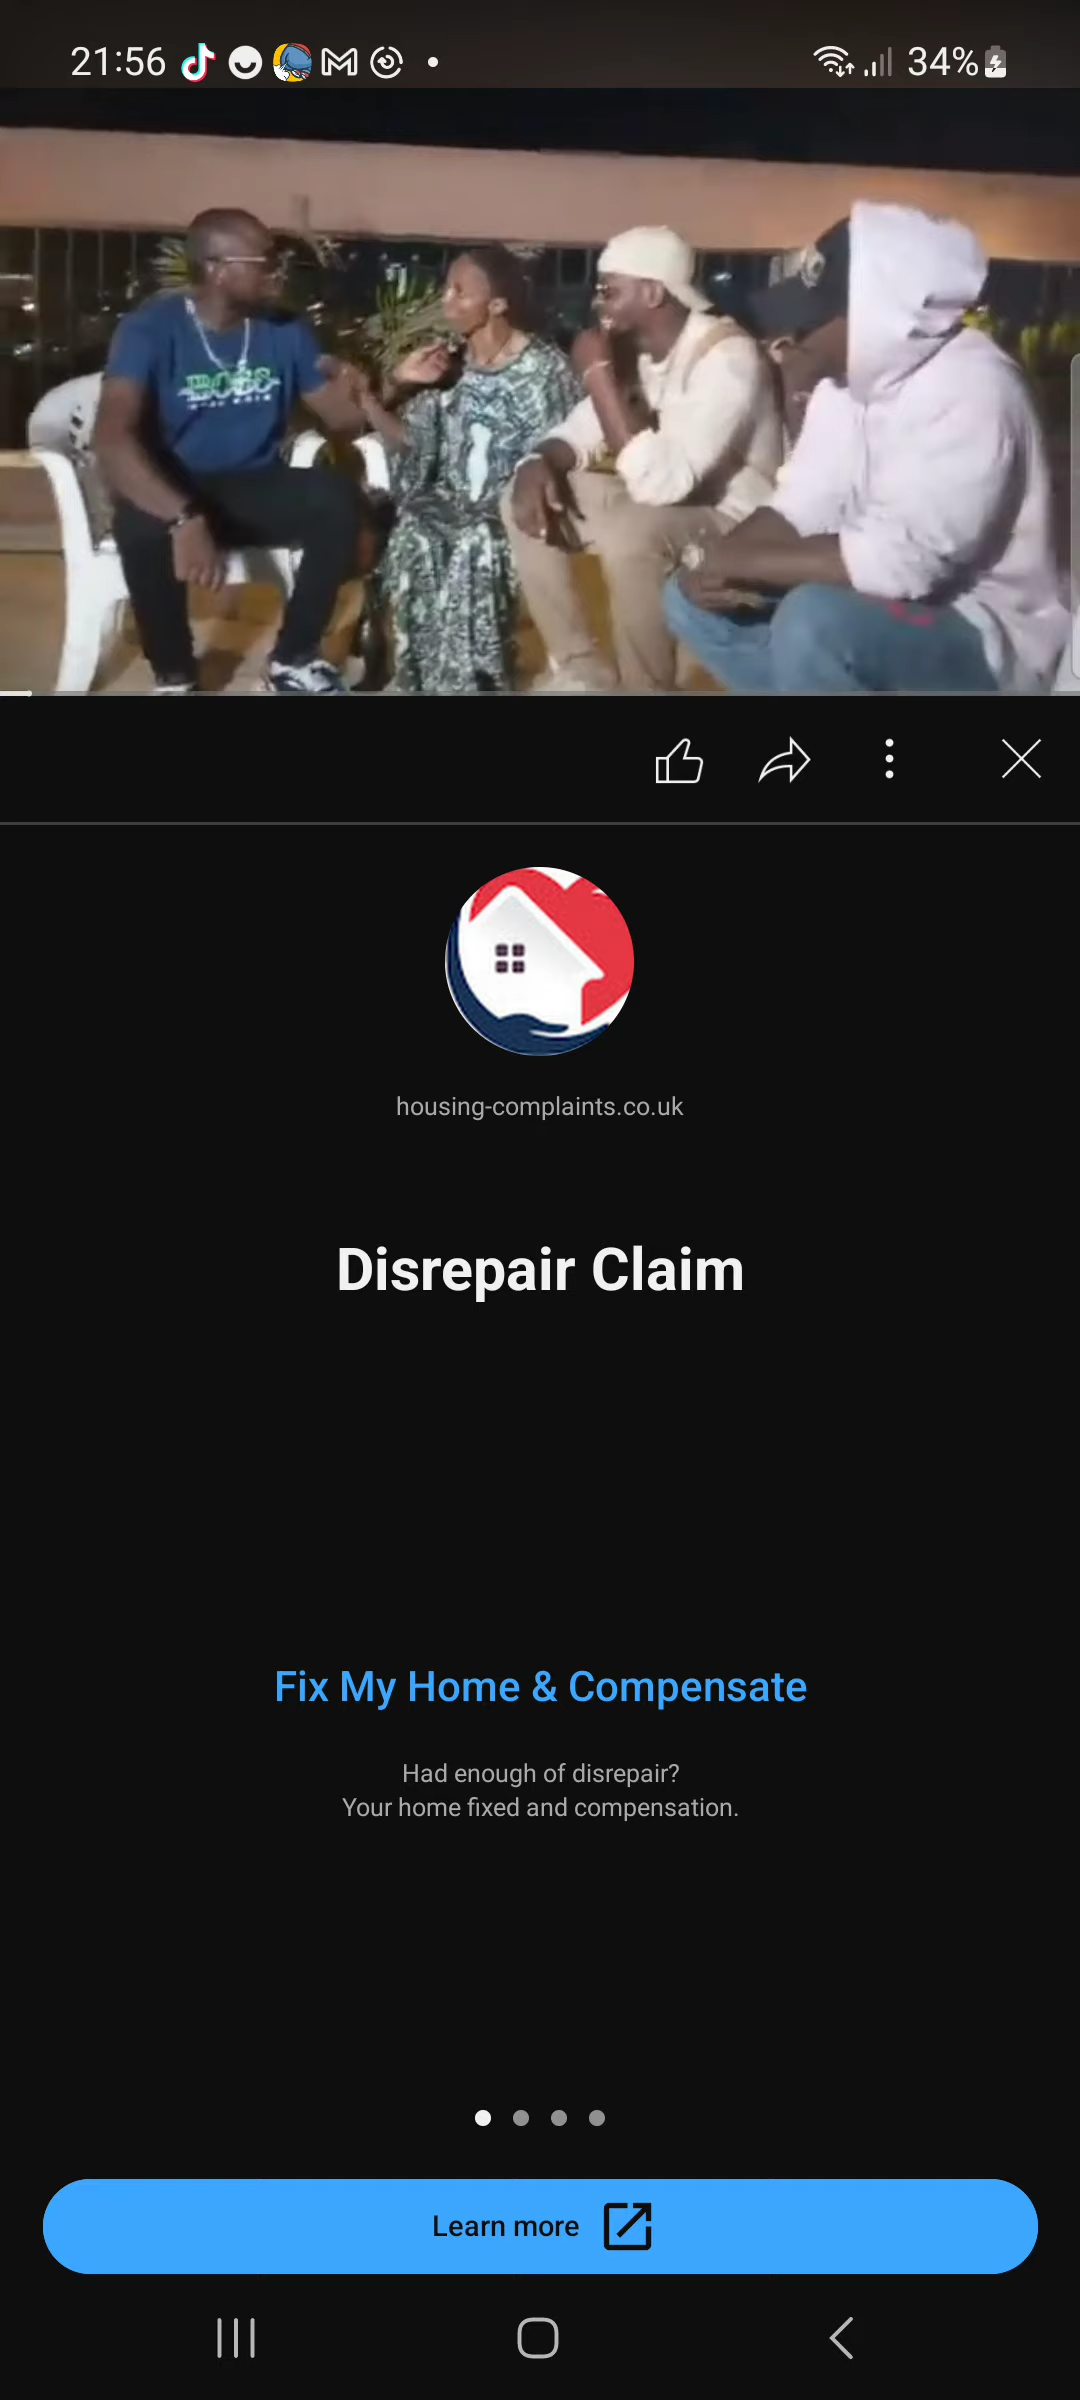 21:56
34%
BOSS
housing-complaints.co.uk
Disrepair Claim
Fix My Home & Compensate
Had enough of disrepair?
Your home fixed and compensation.
Learn more